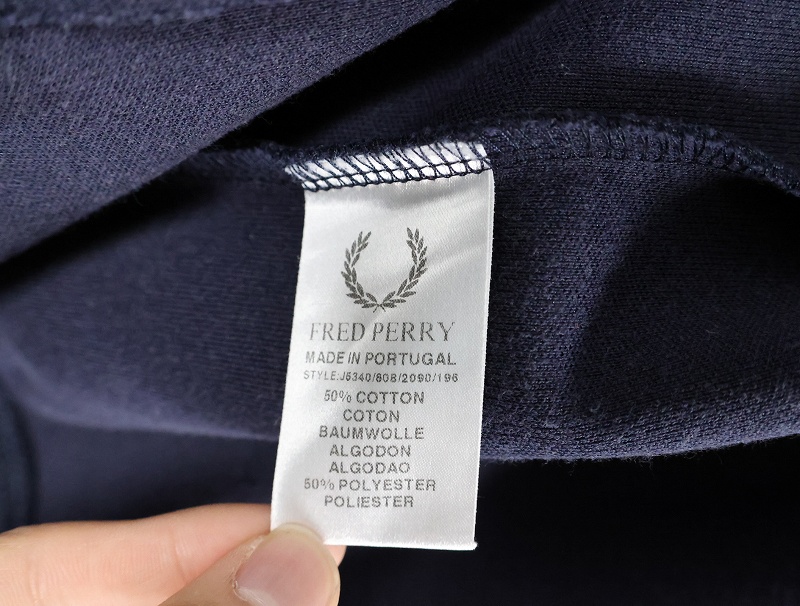 FRED PERRY
MADE IN PORTUGAL
STYLE.J5340/608/2090/196
50% COTTON
COTON
BAUMWOLLE
ALGODON
ALGODAO
50% POLYESTER
POLIESTER